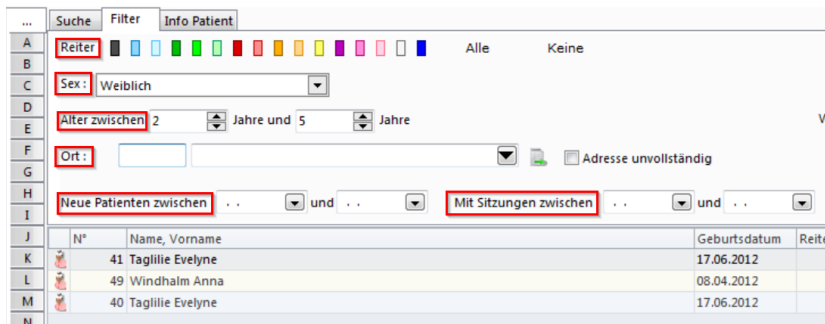 ... Suche Filter Info Patient
A Reiter Alle Keine
B
C Sex : Weiblich
D Alter zwischen 2 Jahre und 5 Jahre
E
F Ort : Adresse unvollständig
G
H Neue Patienten zwischen . . und . . Mit Sitzungen zwischen . . und . .
I
J N° Name, Vorname Geburtsdatum Reite
K 41 Taglilie Evelyne 17.06.2012
L 49 Windhalm Anna 08.04.2012
M 40 Taglilie Evelyne 17.06.2012
N